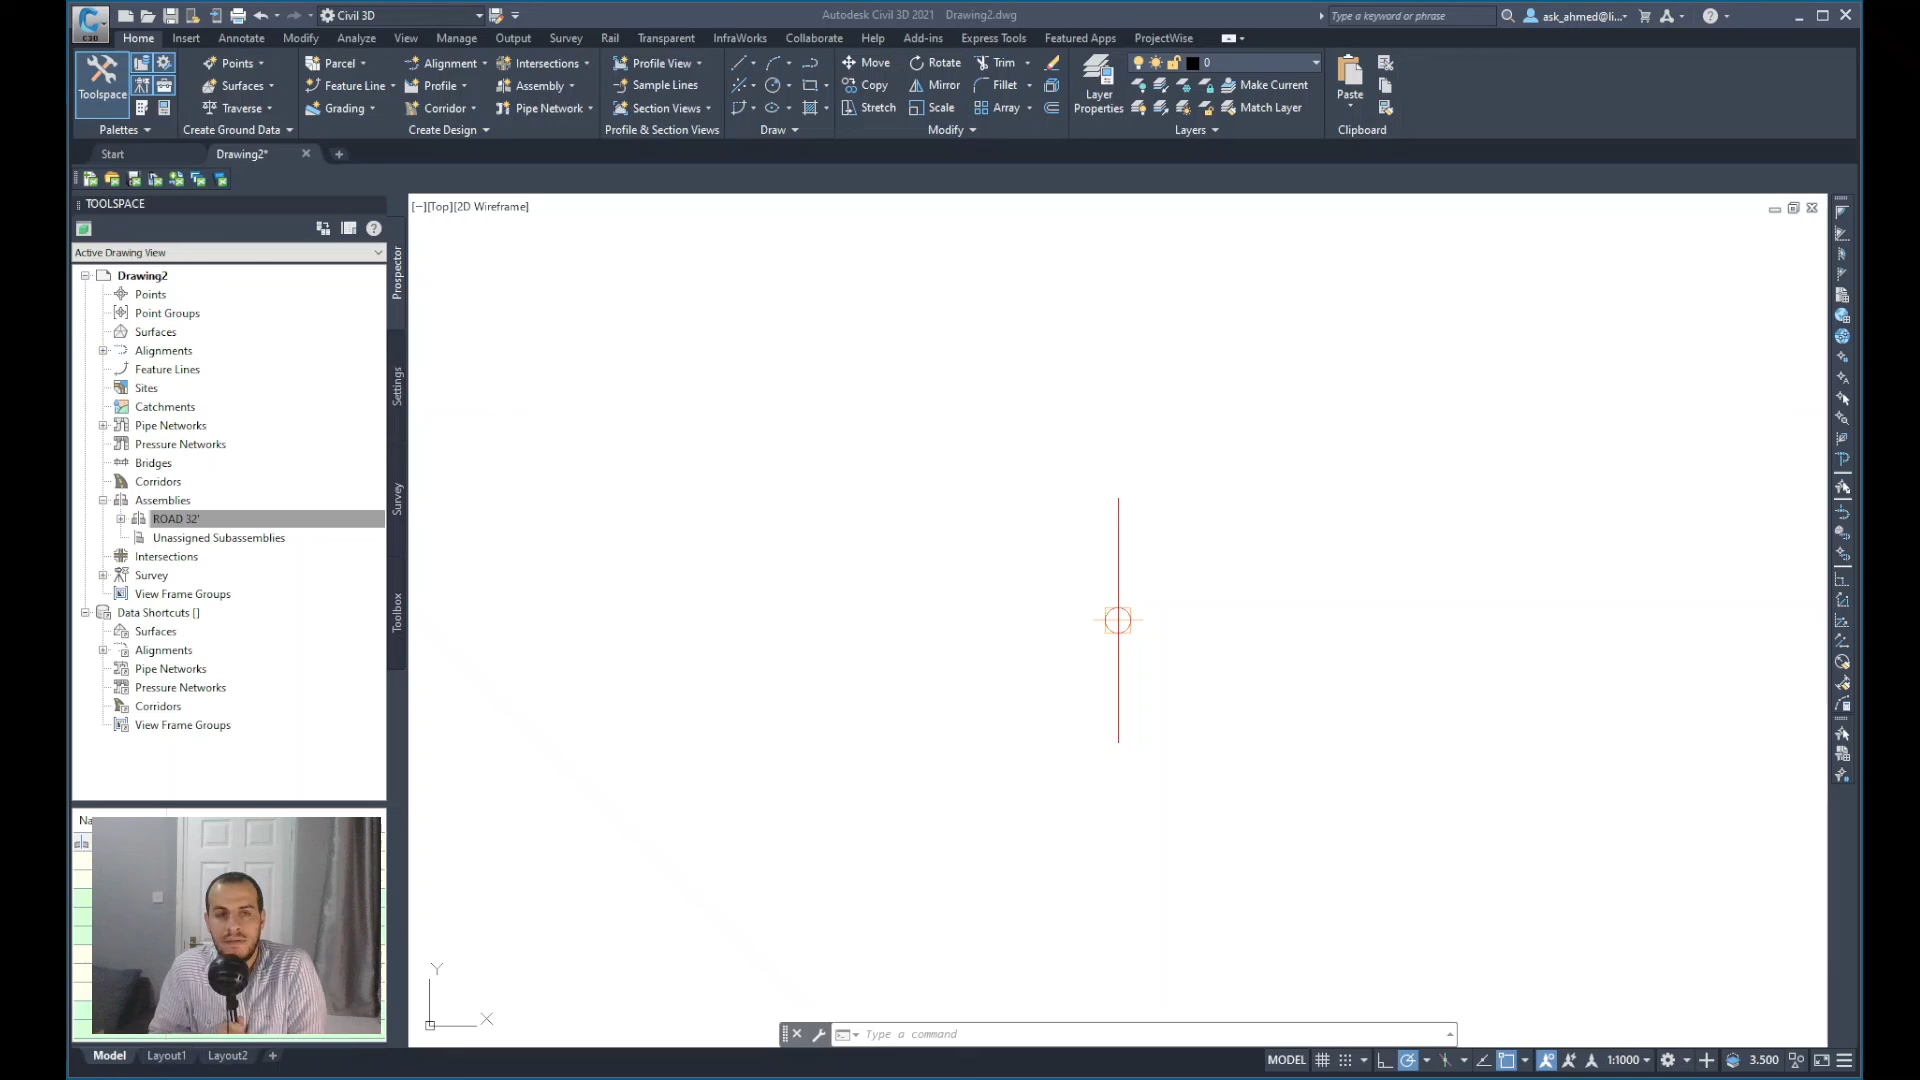 Civil 3D
Autodesk Civil 3D 2021 Drawing2.dwg
Type a keyword or phrase
ask_ahmed@li...
C3D
Home Insert Annotate Modify Analyze View Manage Output Survey Rail Transparent InfraWorks Collaborate Help Add-ins Express Tools Featured Apps ProjectWise
Toolspace
Points Parcel Alignment Intersections Profile View Move Rotate Trim 0
Surfaces Feature Line Profile Assembly Sample Lines Copy Mirror Fillet Make Current
Traverse Grading Corridor Pipe Network Section Views Stretch Scale Array Match Layer
Layer Properties
Paste
Palettes Create Ground Data Create Design Profile & Section Views Draw Modify Layers Clipboard
Start Drawing2*
TOOLSPACE
Active Drawing View
Drawing2
Points
Point Groups
Surfaces
Alignments
Feature Lines
Sites
Catchments
Pipe Networks
Pressure Networks
Bridges
Corridors
Assemblies
ROAD 32'
Unassigned Subassemblies
Intersections
Survey
View Frame Groups
Data Shortcuts []
Surfaces
Alignments
Pipe Networks
Pressure Networks
Corridors
View Frame Groups
Prospector
Settings
Survey
Toolbox
[−][Top][2D Wireframe]
Na
Y
X
Type a command
Model Layout1 Layout2
MODEL 1:1000 3.500